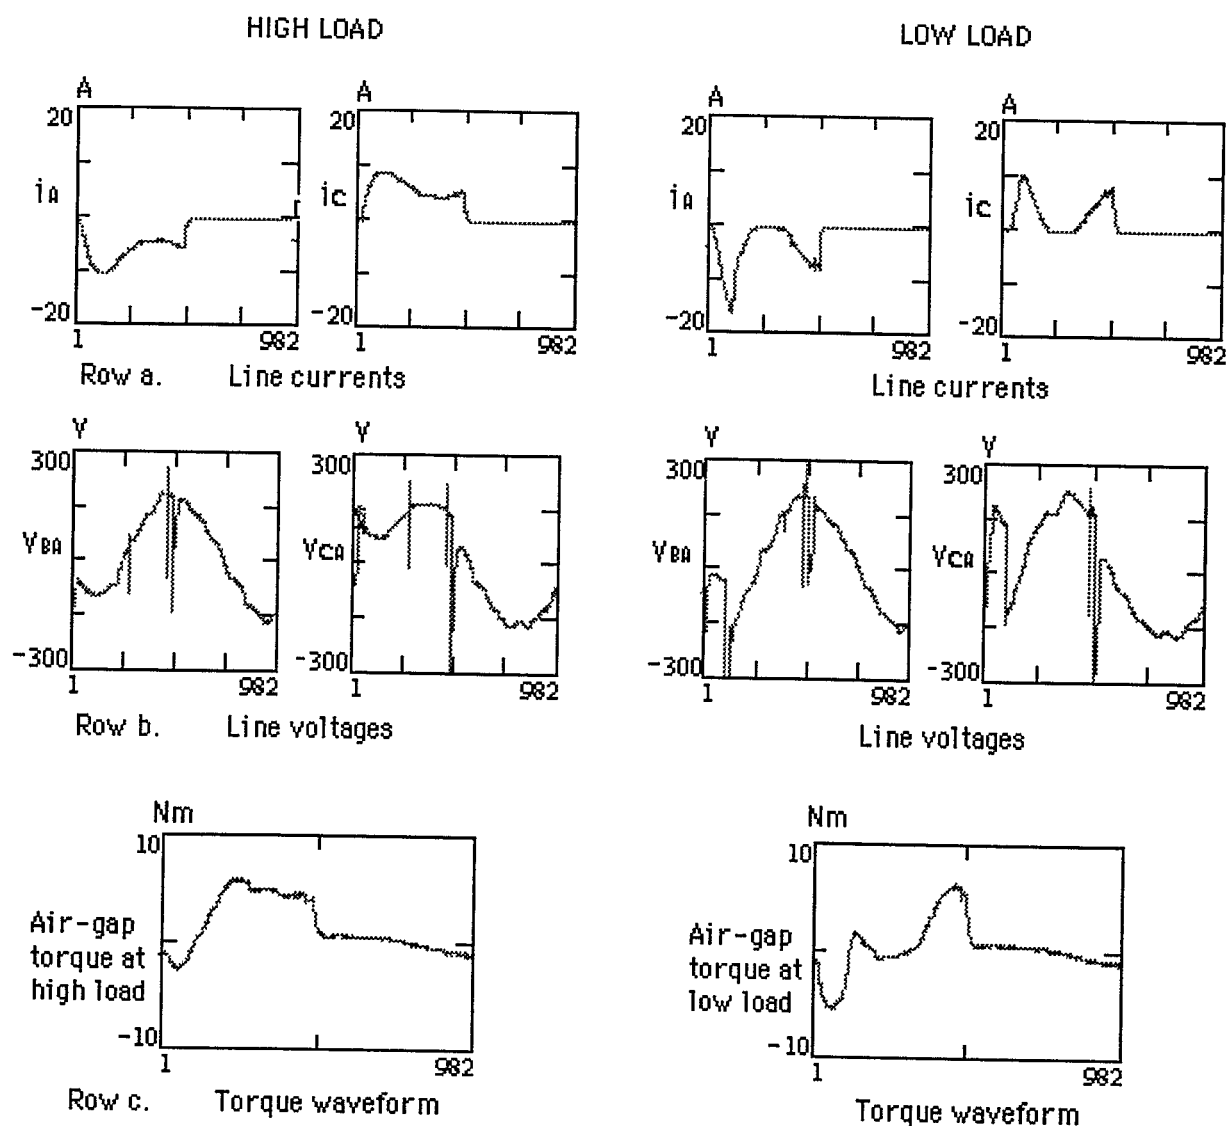 HIGH LOAD
LOW LOAD
A
20
iA
-20
1 982
A
iC
-20
1 982
A
20
iA
-20
1 982
A
20
iC
-20
1 982
Row a. Line currents
Line currents
V
300
VBA
-300
1 982
V
300
VCA
-300
1 982
V
300
VBA
-300
1 982
V
300
VCA
-300
1 982
Row b. Line voltages
Line voltages
Nm
10
Air-gap
torque at
high load
-10
1 982
Nm
10
Air-gap
torque at
low load
-10
1 982
Row c. Torque waveform
Torque waveform